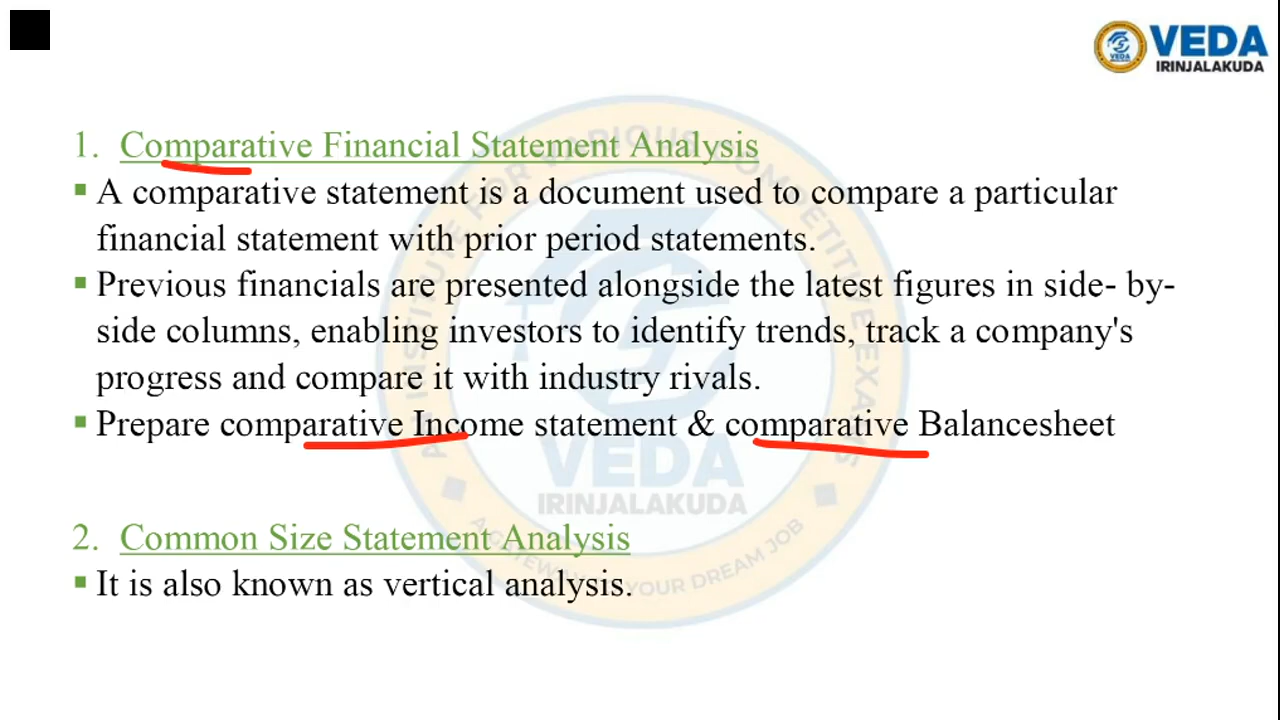 VEDA
IRINJALAKUDA
1. Comparative Financial Statement Analysis
▪ A comparative statement is a document used to compare a particular
financial statement with prior period statements.
▪ Previous financials are presented alongside the latest figures in side- by-
side columns, enabling investors to identify trends, track a company's
progress and compare it with industry rivals.
▪ Prepare comparative Income statement & comparative Balancesheet
VEDA
IRINJALAKUDA
2. Common Size Statement Analysis
▪ It is also known as vertical analysis.